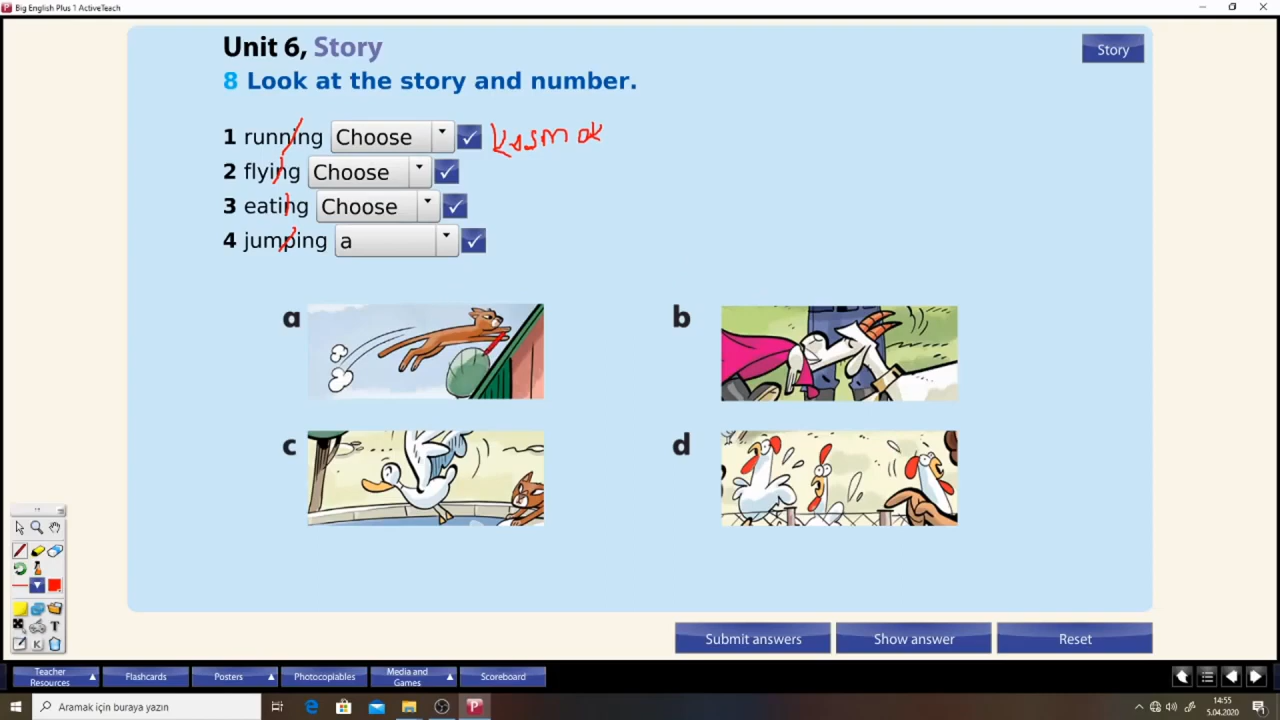 Big English Plus 1 ActiveTeach
Unit 6, Story
Story
8 Look at the story and number.
1 running Choose
2 flying Choose
3 eating Choose
4 jumping a
a
b
c
d
Submit answers
Show answer
Reset
Teacher Resources
Flashcards
Posters
Photocopiables
Media and Games
Scoreboard
Aramak için buraya yazın
14:55
5.04.2020